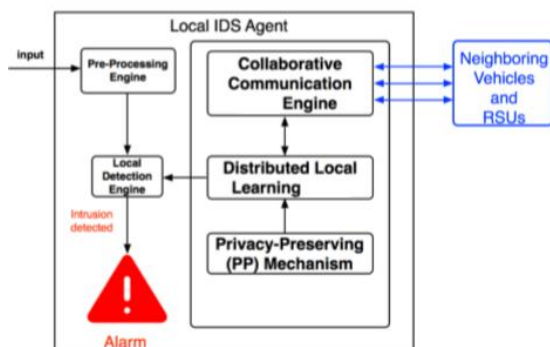 Local IDS Agent
input
Pre-Processing
Engine
Collaborative
Communication
Engine
Neighboring
Vehicles
and
RSUs
Local
Detection
Engine
Distributed Local
Learning
Intrusion
detected
Privacy-Preserving
(PP) Mechanism
!
Alarm